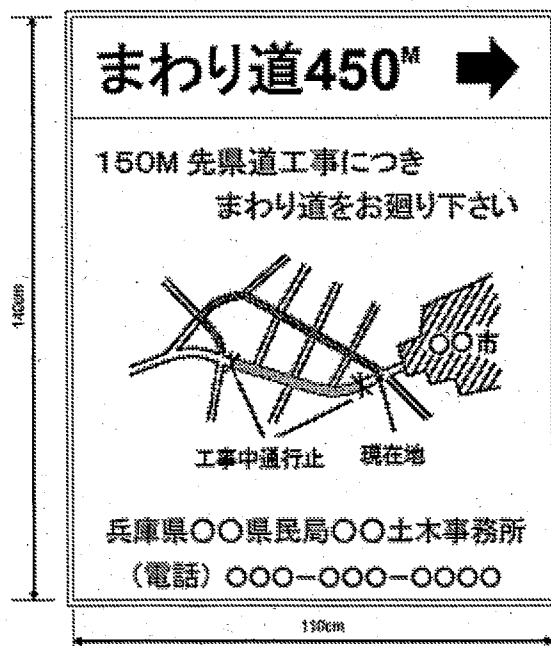 まわり道450M
150M 先県道工事につき
まわり道をお廻り下さい
〇〇市
工事中通行止
現在地
兵庫県〇〇県民局〇〇土木事務所
（電話）〇〇〇−〇〇〇−〇〇〇〇
140cm
110cm